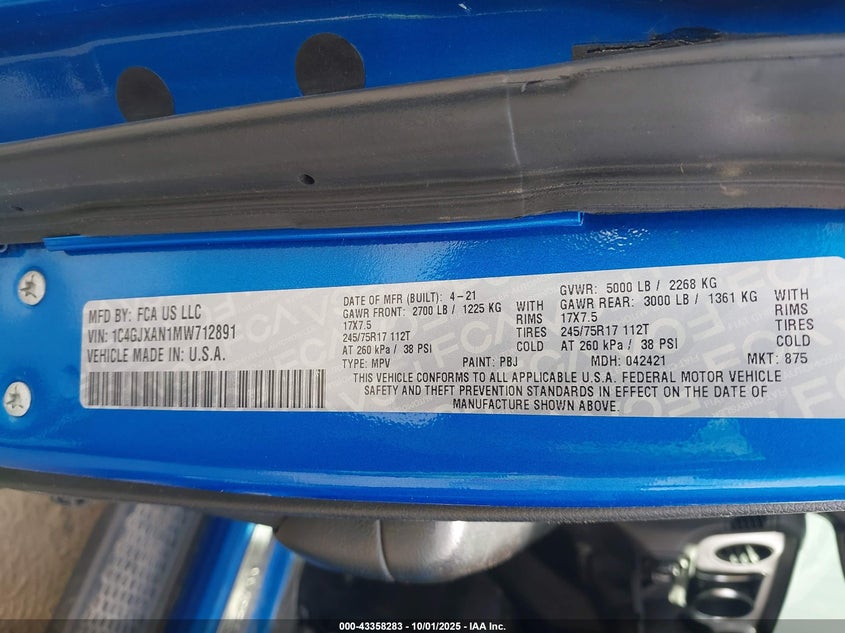 MFD BY: FCA US LLC
VIN: 1C4GJXAN1MW712891
VEHICLE MADE IN U.S.A.
DATE OF MFR (BUILT): 4-21
GAWR FRONT: 2700 LB / 1225 KG WITH
17X7.5 RIMS
245/75R17 112T TIRES
AT 260 kPa / 38 PSI COLD
GVWR: 5000 LB / 2268 KG
GAWR REAR: 3000 LB / 1361 KG WITH
17X7.5 RIMS
245/75R17 112T TIRES
AT 260 kPa / 38 PSI COLD
TYPE: MPV PAINT: PBJ MDH: 042421 MKT: 875
THIS VEHICLE CONFORMS TO ALL APPLICABLE U.S.A. FEDERAL MOTOR VEHICLE
SAFETY AND THEFT PREVENTION STANDARDS IN EFFECT ON THE DATE OF
MANUFACTURE SHOWN ABOVE.
000-43358283 - 10/01/2025 - IAA Inc.